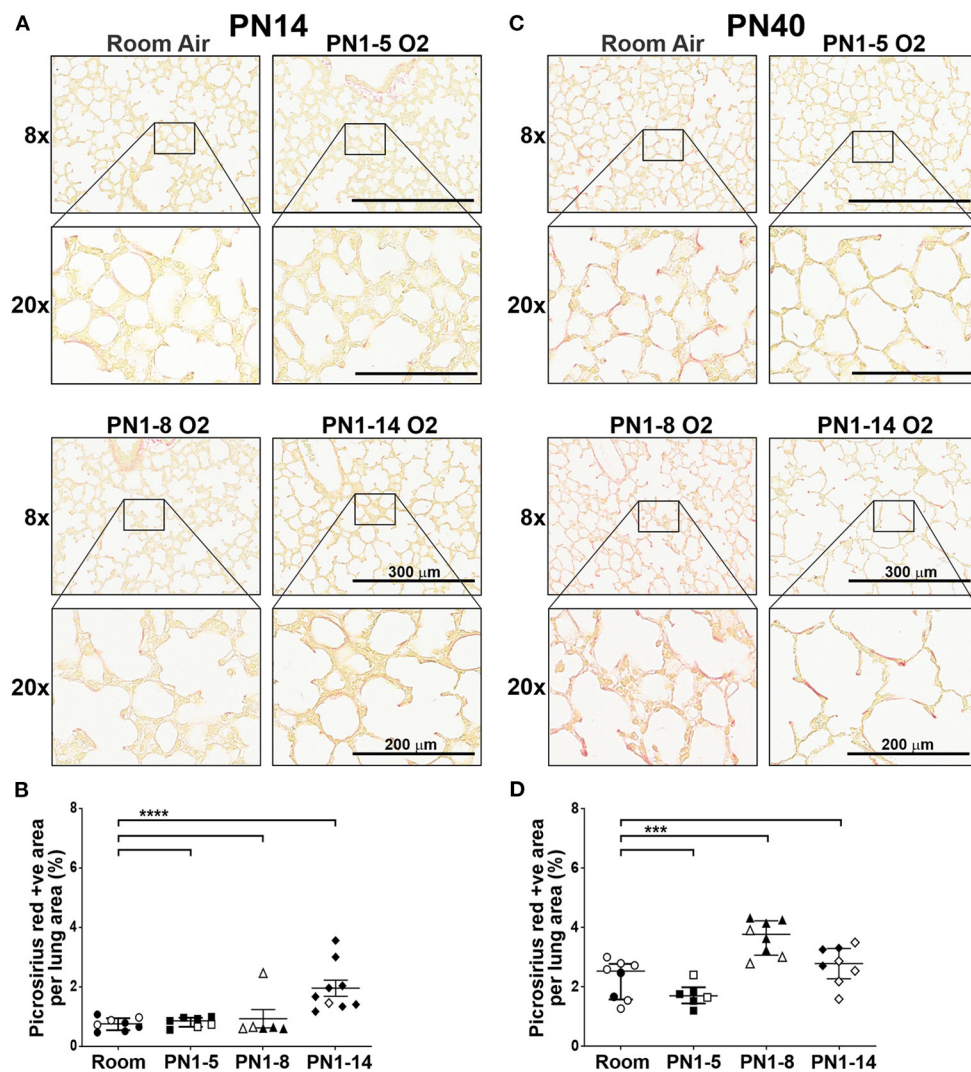 A PN14
Room Air PN1-5 O2
8x
20x
PN1-8 O2 PN1-14 O2
8x
300 µm
20x
200 µm
C PN40
Room Air PN1-5 O2
8x
20x
PN1-8 O2 PN1-14 O2
8x
300 µm
20x
200 µm
B
Picrosirius red +ve area
per lung area (%)
8
6
4
2
0
****
Room PN1-5 PN1-8 PN1-14
D
Picrosirius red +ve area
per lung area (%)
8
6
4
2
0
***
Room PN1-5 PN1-8 PN1-14